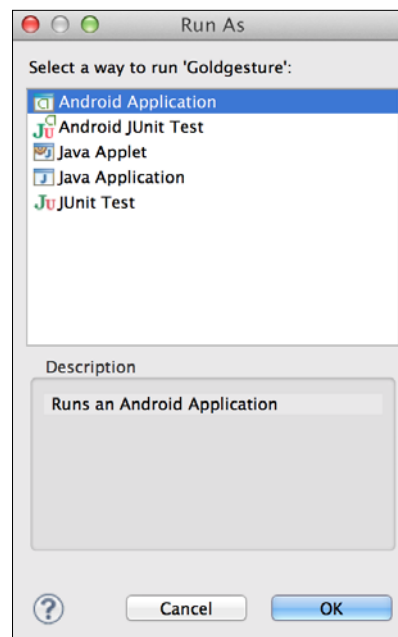 Run As
Select a way to run 'Goldgesture':
Android Application
Android JUnit Test
Java Applet
Java Application
JUnit Test
Description
Runs an Android Application
?
Cancel
OK